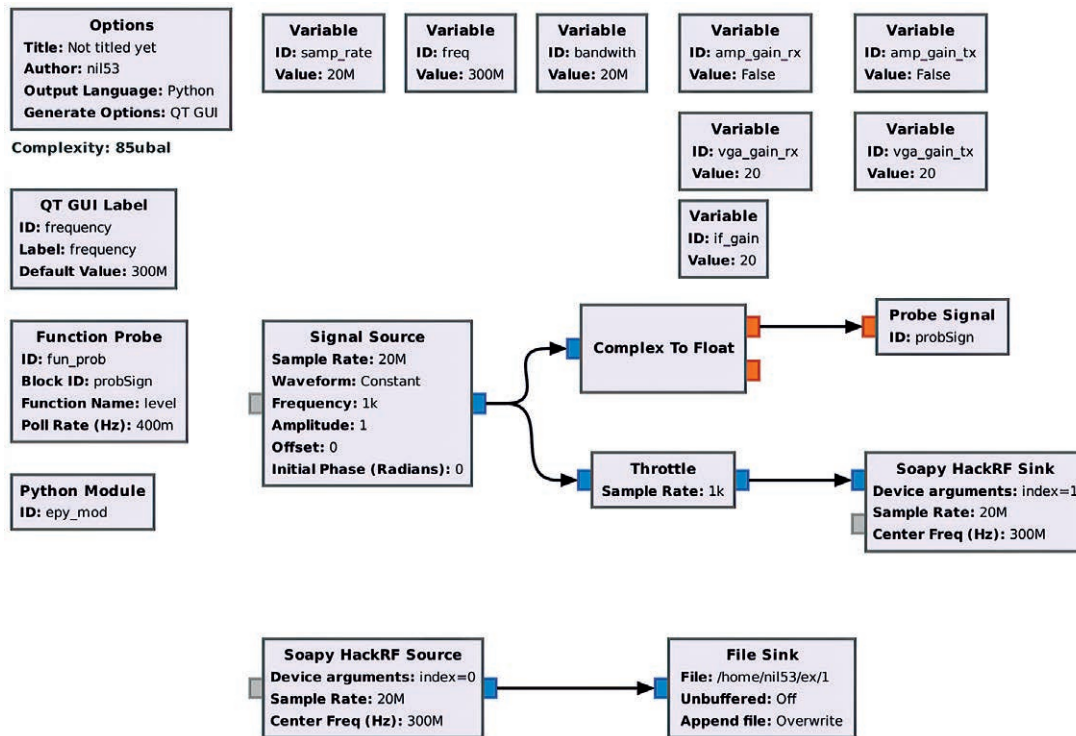 Options
Title: Not titled yet
Author: nil53
Output Language: Python
Generate Options: QT GUI
Complexity: 85ubal
Variable
ID: samp_rate
Value: 20M
Variable
ID: freq
Value: 300M
Variable
ID: bandwith
Value: 20M
Variable
ID: amp_gain_rx
Value: False
Variable
ID: amp_gain_tx
Value: False
Variable
ID: vga_gain_rx
Value: 20
Variable
ID: vga_gain_tx
Value: 20
Variable
ID: if_gain
Value: 20
QT GUI Label
ID: frequency
Label: frequency
Default Value: 300M
Function Probe
ID: fun_prob
Block ID: probSign
Function Name: level
Poll Rate (Hz): 400m
Python Module
ID: epy_mod
Signal Source
Sample Rate: 20M
Waveform: Constant
Frequency: 1k
Amplitude: 1
Offset: 0
Initial Phase (Radians): 0
Complex To Float
Probe Signal
ID: probSign
Throttle
Sample Rate: 1k
Soapy HackRF Sink
Device arguments: index=1
Sample Rate: 20M
Center Freq (Hz): 300M
Soapy HackRF Source
Device arguments: index=0
Sample Rate: 20M
Center Freq (Hz): 300M
File Sink
File: /home/nil53/ex/1
Unbuffered: Off
Append file: Overwrite